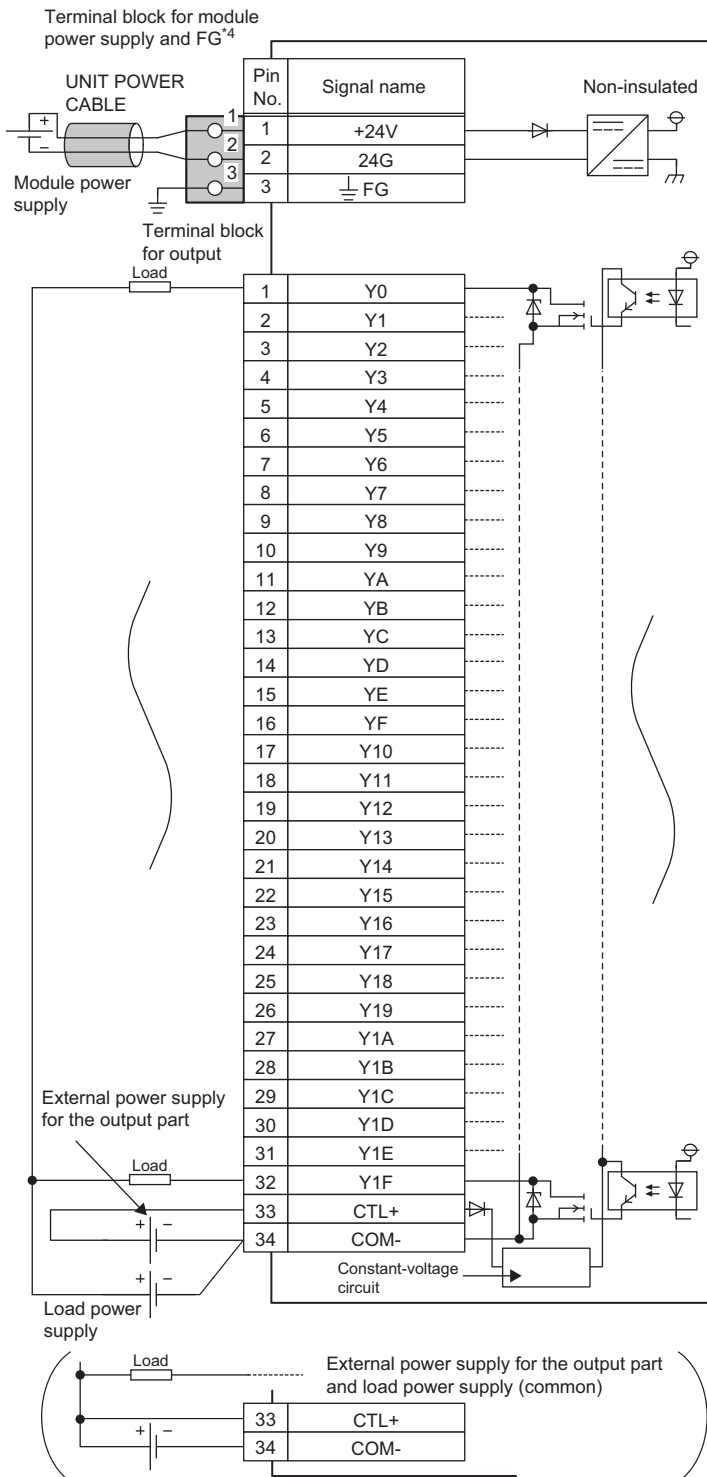 Terminal block for module
power supply and FG*4
UNIT POWER
CABLE
+
−
Module power
supply
1
2
3
Pin
No.
Signal name
Non-insulated
1 +24V
2 24G
3 FG
Terminal block
for output
Load
1 Y0
2 Y1
3 Y2
4 Y3
5 Y4
6 Y5
7 Y6
8 Y7
9 Y8
10 Y9
11 YA
12 YB
13 YC
14 YD
15 YE
16 YF
17 Y10
18 Y11
19 Y12
20 Y13
21 Y14
22 Y15
23 Y16
24 Y17
25 Y18
26 Y19
27 Y1A
28 Y1B
29 Y1C
30 Y1D
31 Y1E
32 Y1F
33 CTL+
34 COM-
External power supply
for the output part
Load
+ −
+ −
Load power
supply
Constant-voltage
circuit
Load
External power supply for the output part
and load power supply (common)
+ −
33 CTL+
34 COM-